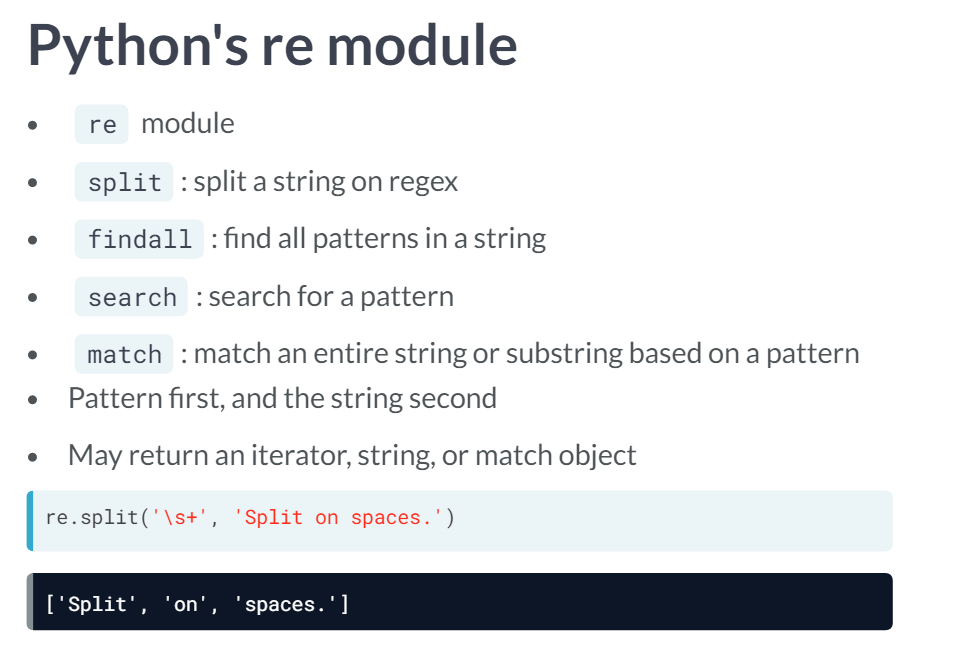 Python's re module
• re module
• split : split a string on regex
• findall : find all patterns in a string
• search : search for a pattern
• match : match an entire string or substring based on a pattern
• Pattern first, and the string second
• May return an iterator, string, or match object
re.split('\s+', 'Split on spaces.')
['Split', 'on', 'spaces.']